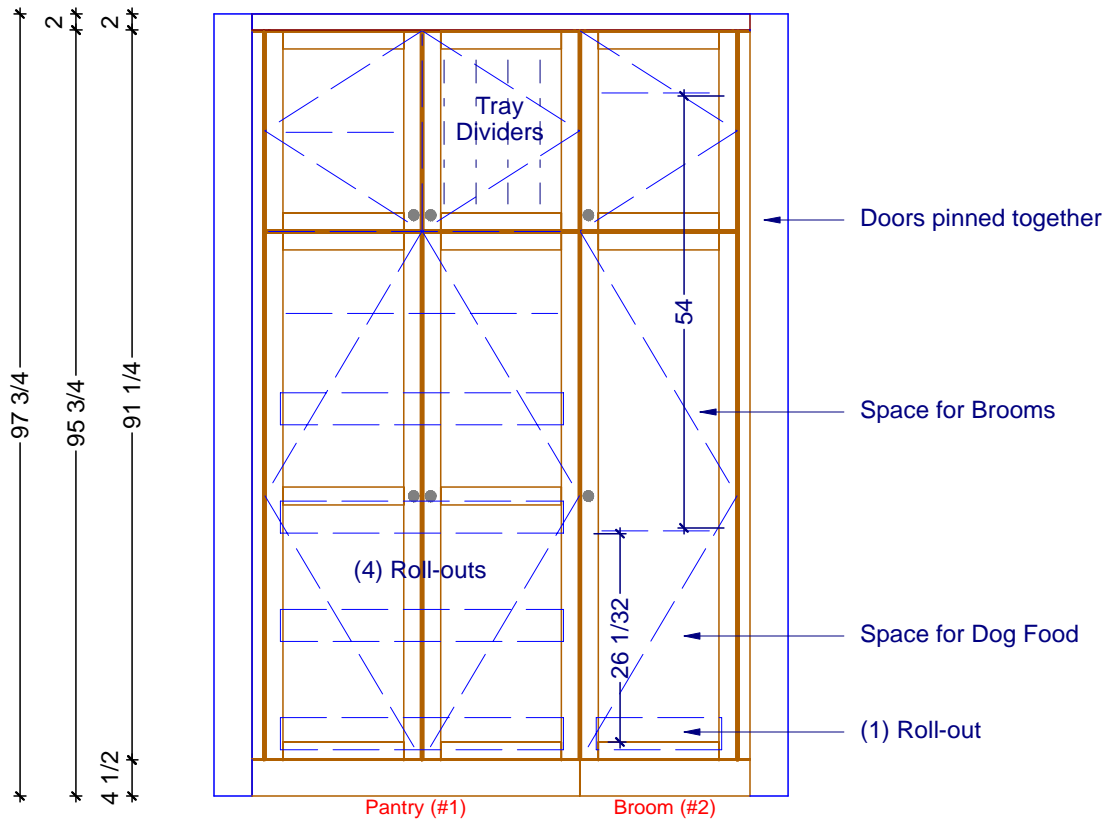 2
2
Tray
Dividers
Doors pinned together
54
97 3/4
95 3/4
91 1/4
Space for Brooms
(4) Roll-outs
26 1/32
Space for Dog Food
(1) Roll-out
4 1/2
Pantry (#1)
Broom (#2)